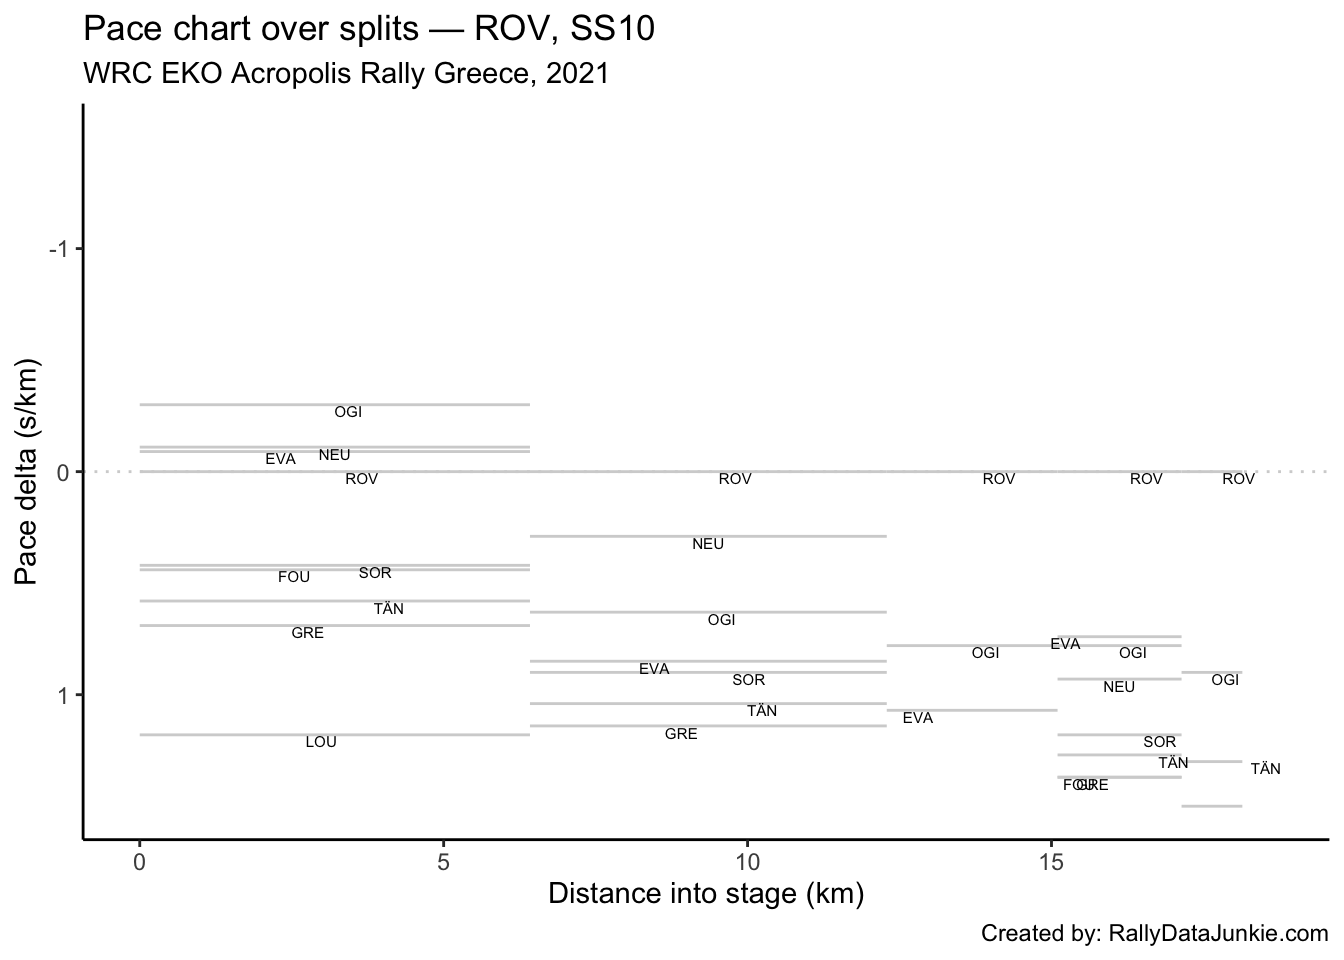 Pace chart over splits — ROV, SS10
WRC EKO Acropolis Rally Greece, 2021
Pace delta (s/km)
-1
0
1
OGI
NEU
EVA
ROV ROV ROV ROV ROV
NEU
SOR
FOU
TÄN
OGI
GRE
EVA OGI OGI
EVA
SOR OGI
NEU
TÄN EVA
GRE
LOU SOR
TÄN TÄN
FOU GRE
0 5 10 15
Distance into stage (km)
Created by: RallyDataJunkie.com